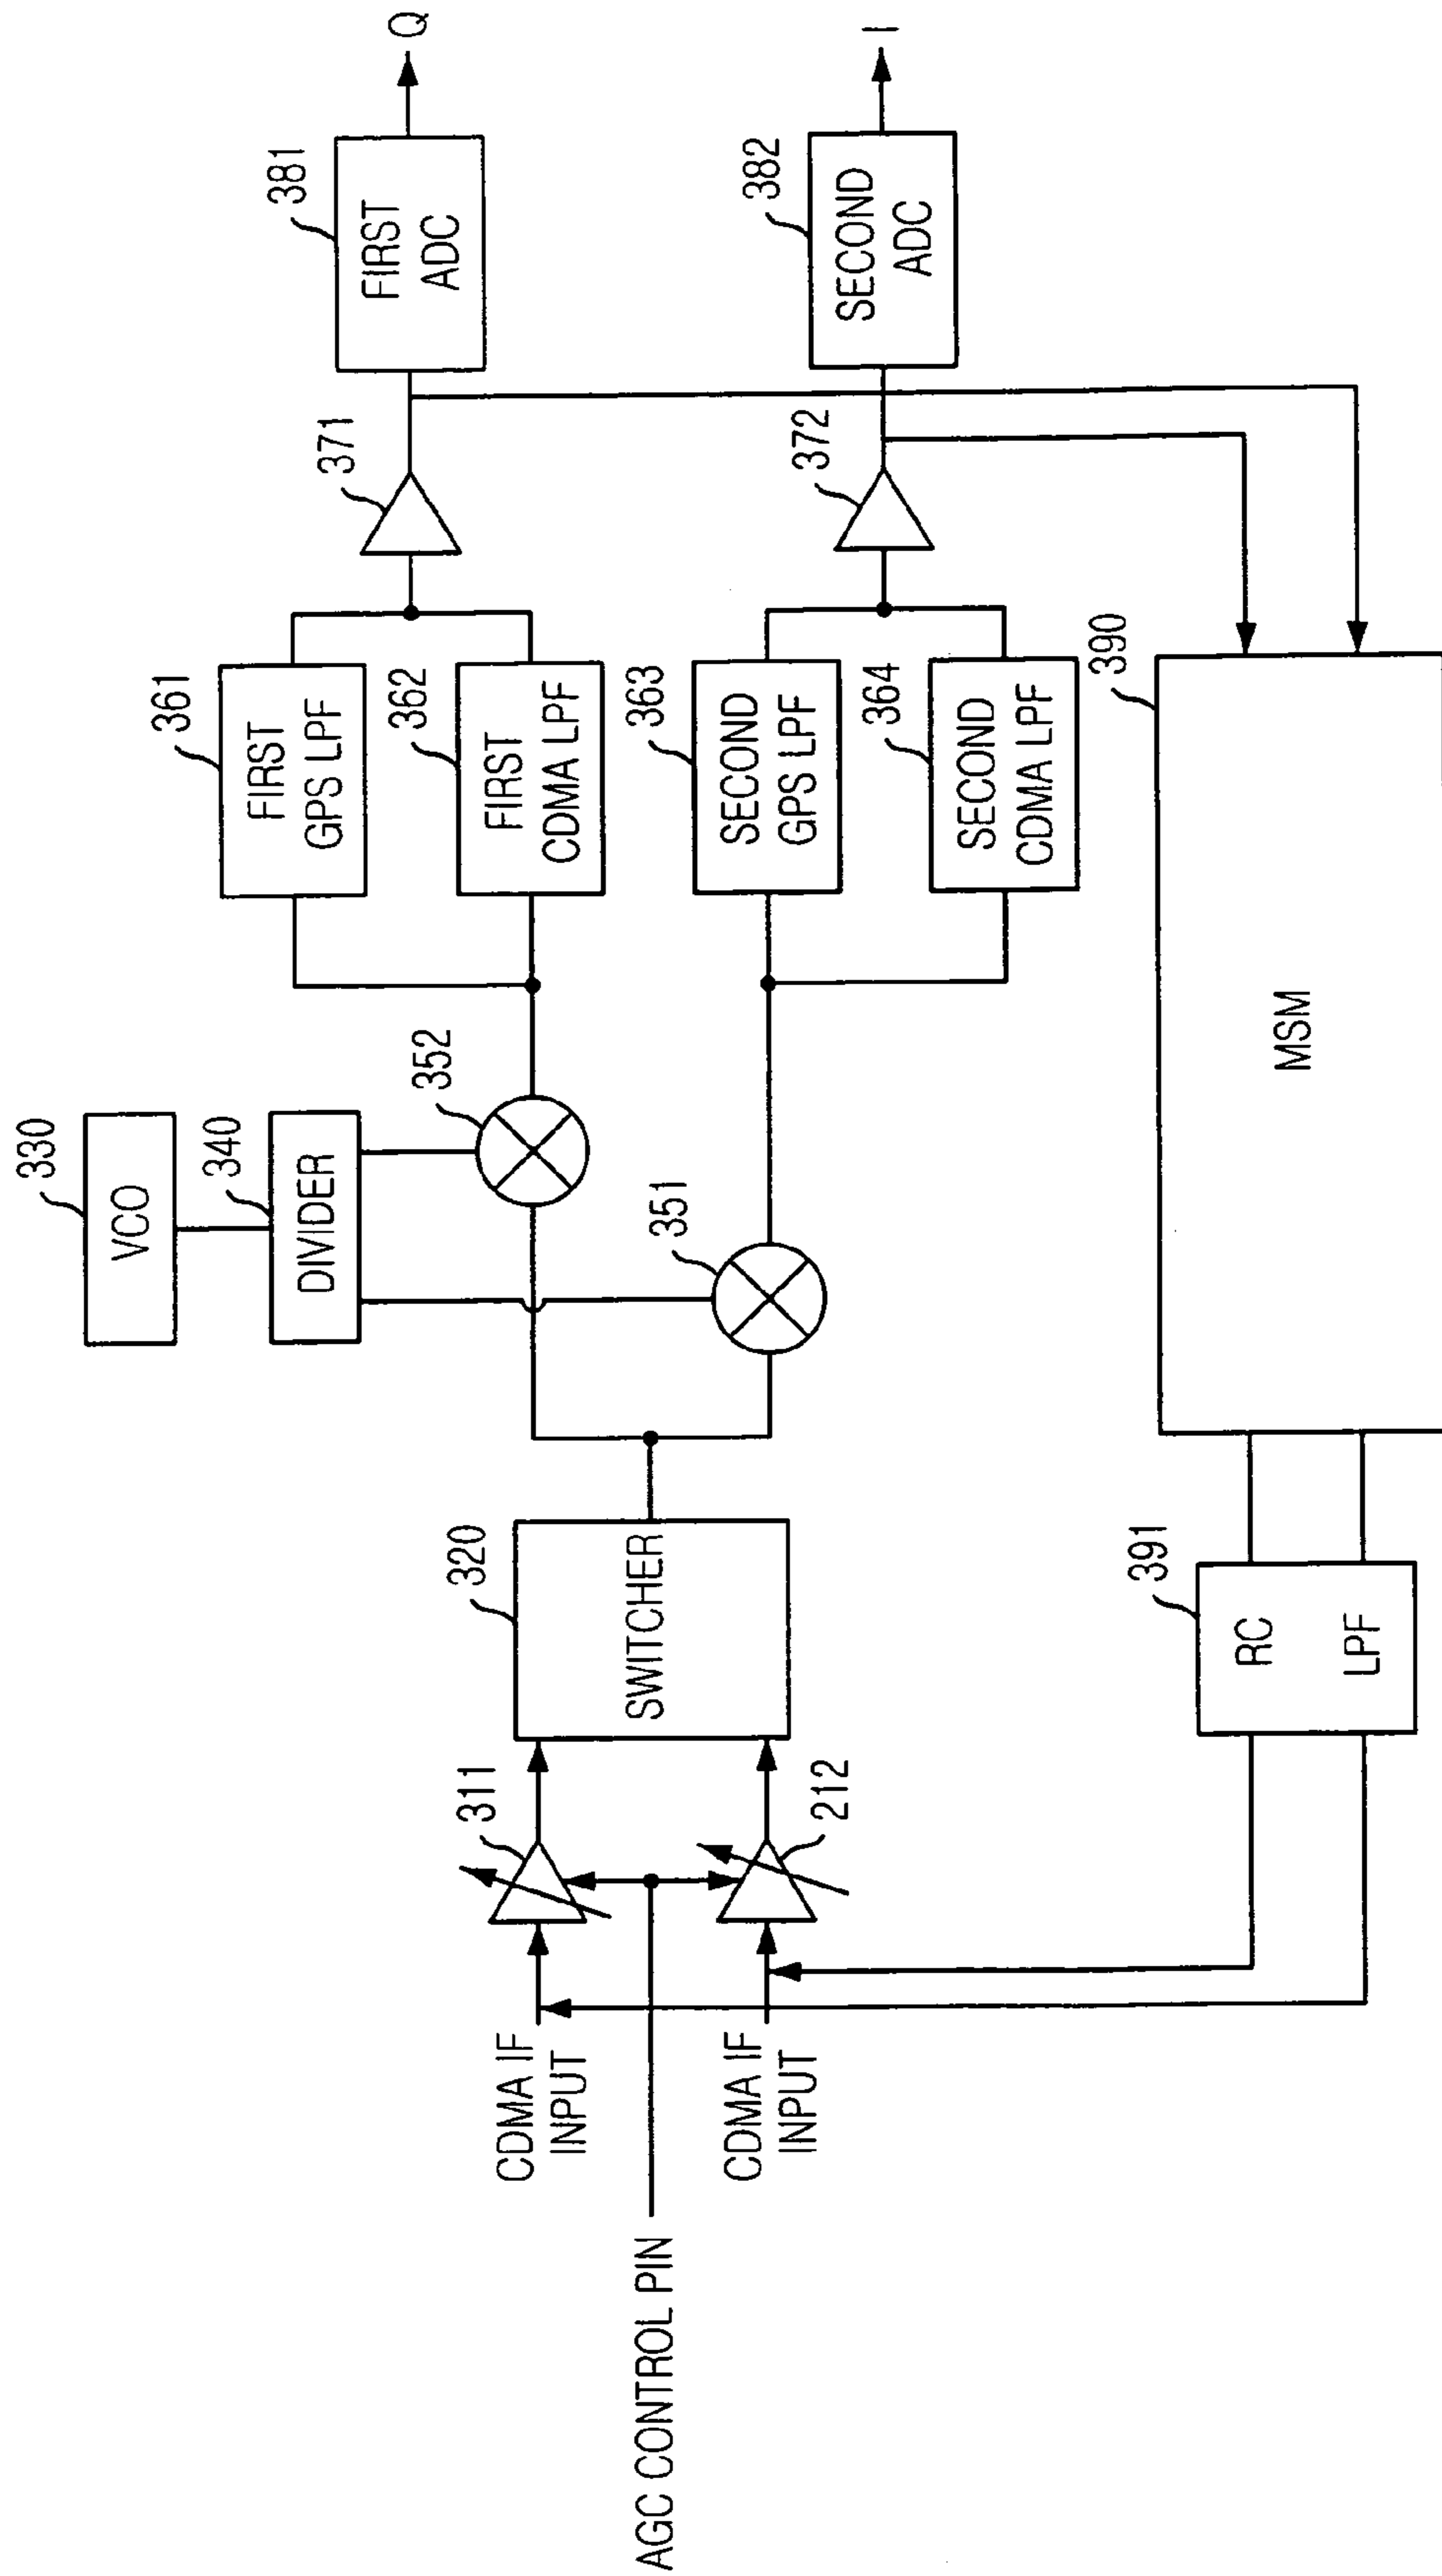 330
VCO
340
DIVIDER
361
FIRST
GPS LPF
371
381
FIRST
ADC
Q
352
362
FIRST
CDMA LPF
311
CDMA IF
INPUT
320
SWITCHER
AGC CONTROL PIN
351
363
SECOND
GPS LPF
372
382
SECOND
ADC
I
212
CDMA IF
INPUT
364
SECOND
CDMA LPF
391
RC
LPF
390
MSM